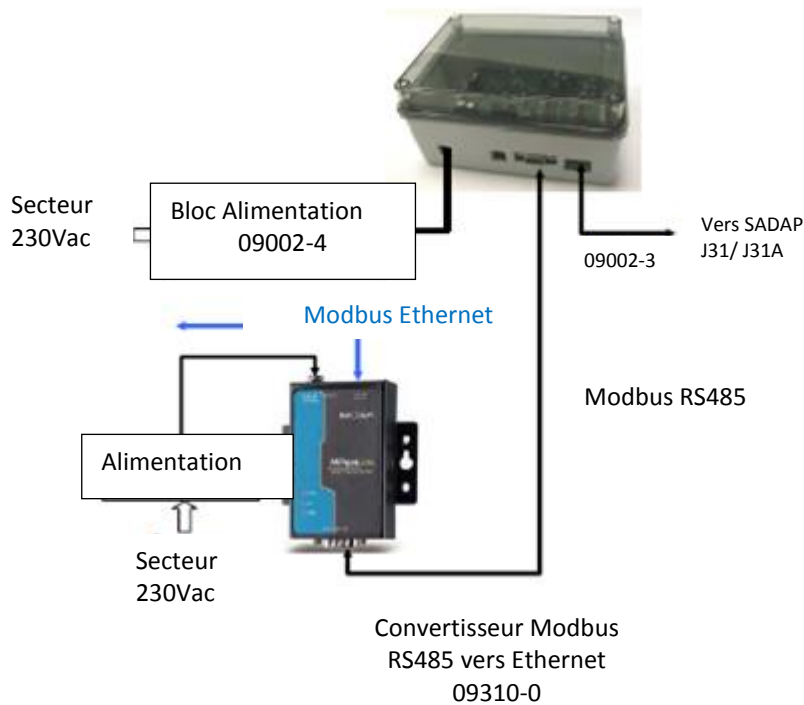 Secteur
230Vac
Bloc Alimentation
09002-4
09002-3
Vers SADAP
J31/ J31A
Modbus Ethernet
Modbus RS485
Alimentation
Secteur
230Vac
Convertisseur Modbus
RS485 vers Ethernet
09310-0